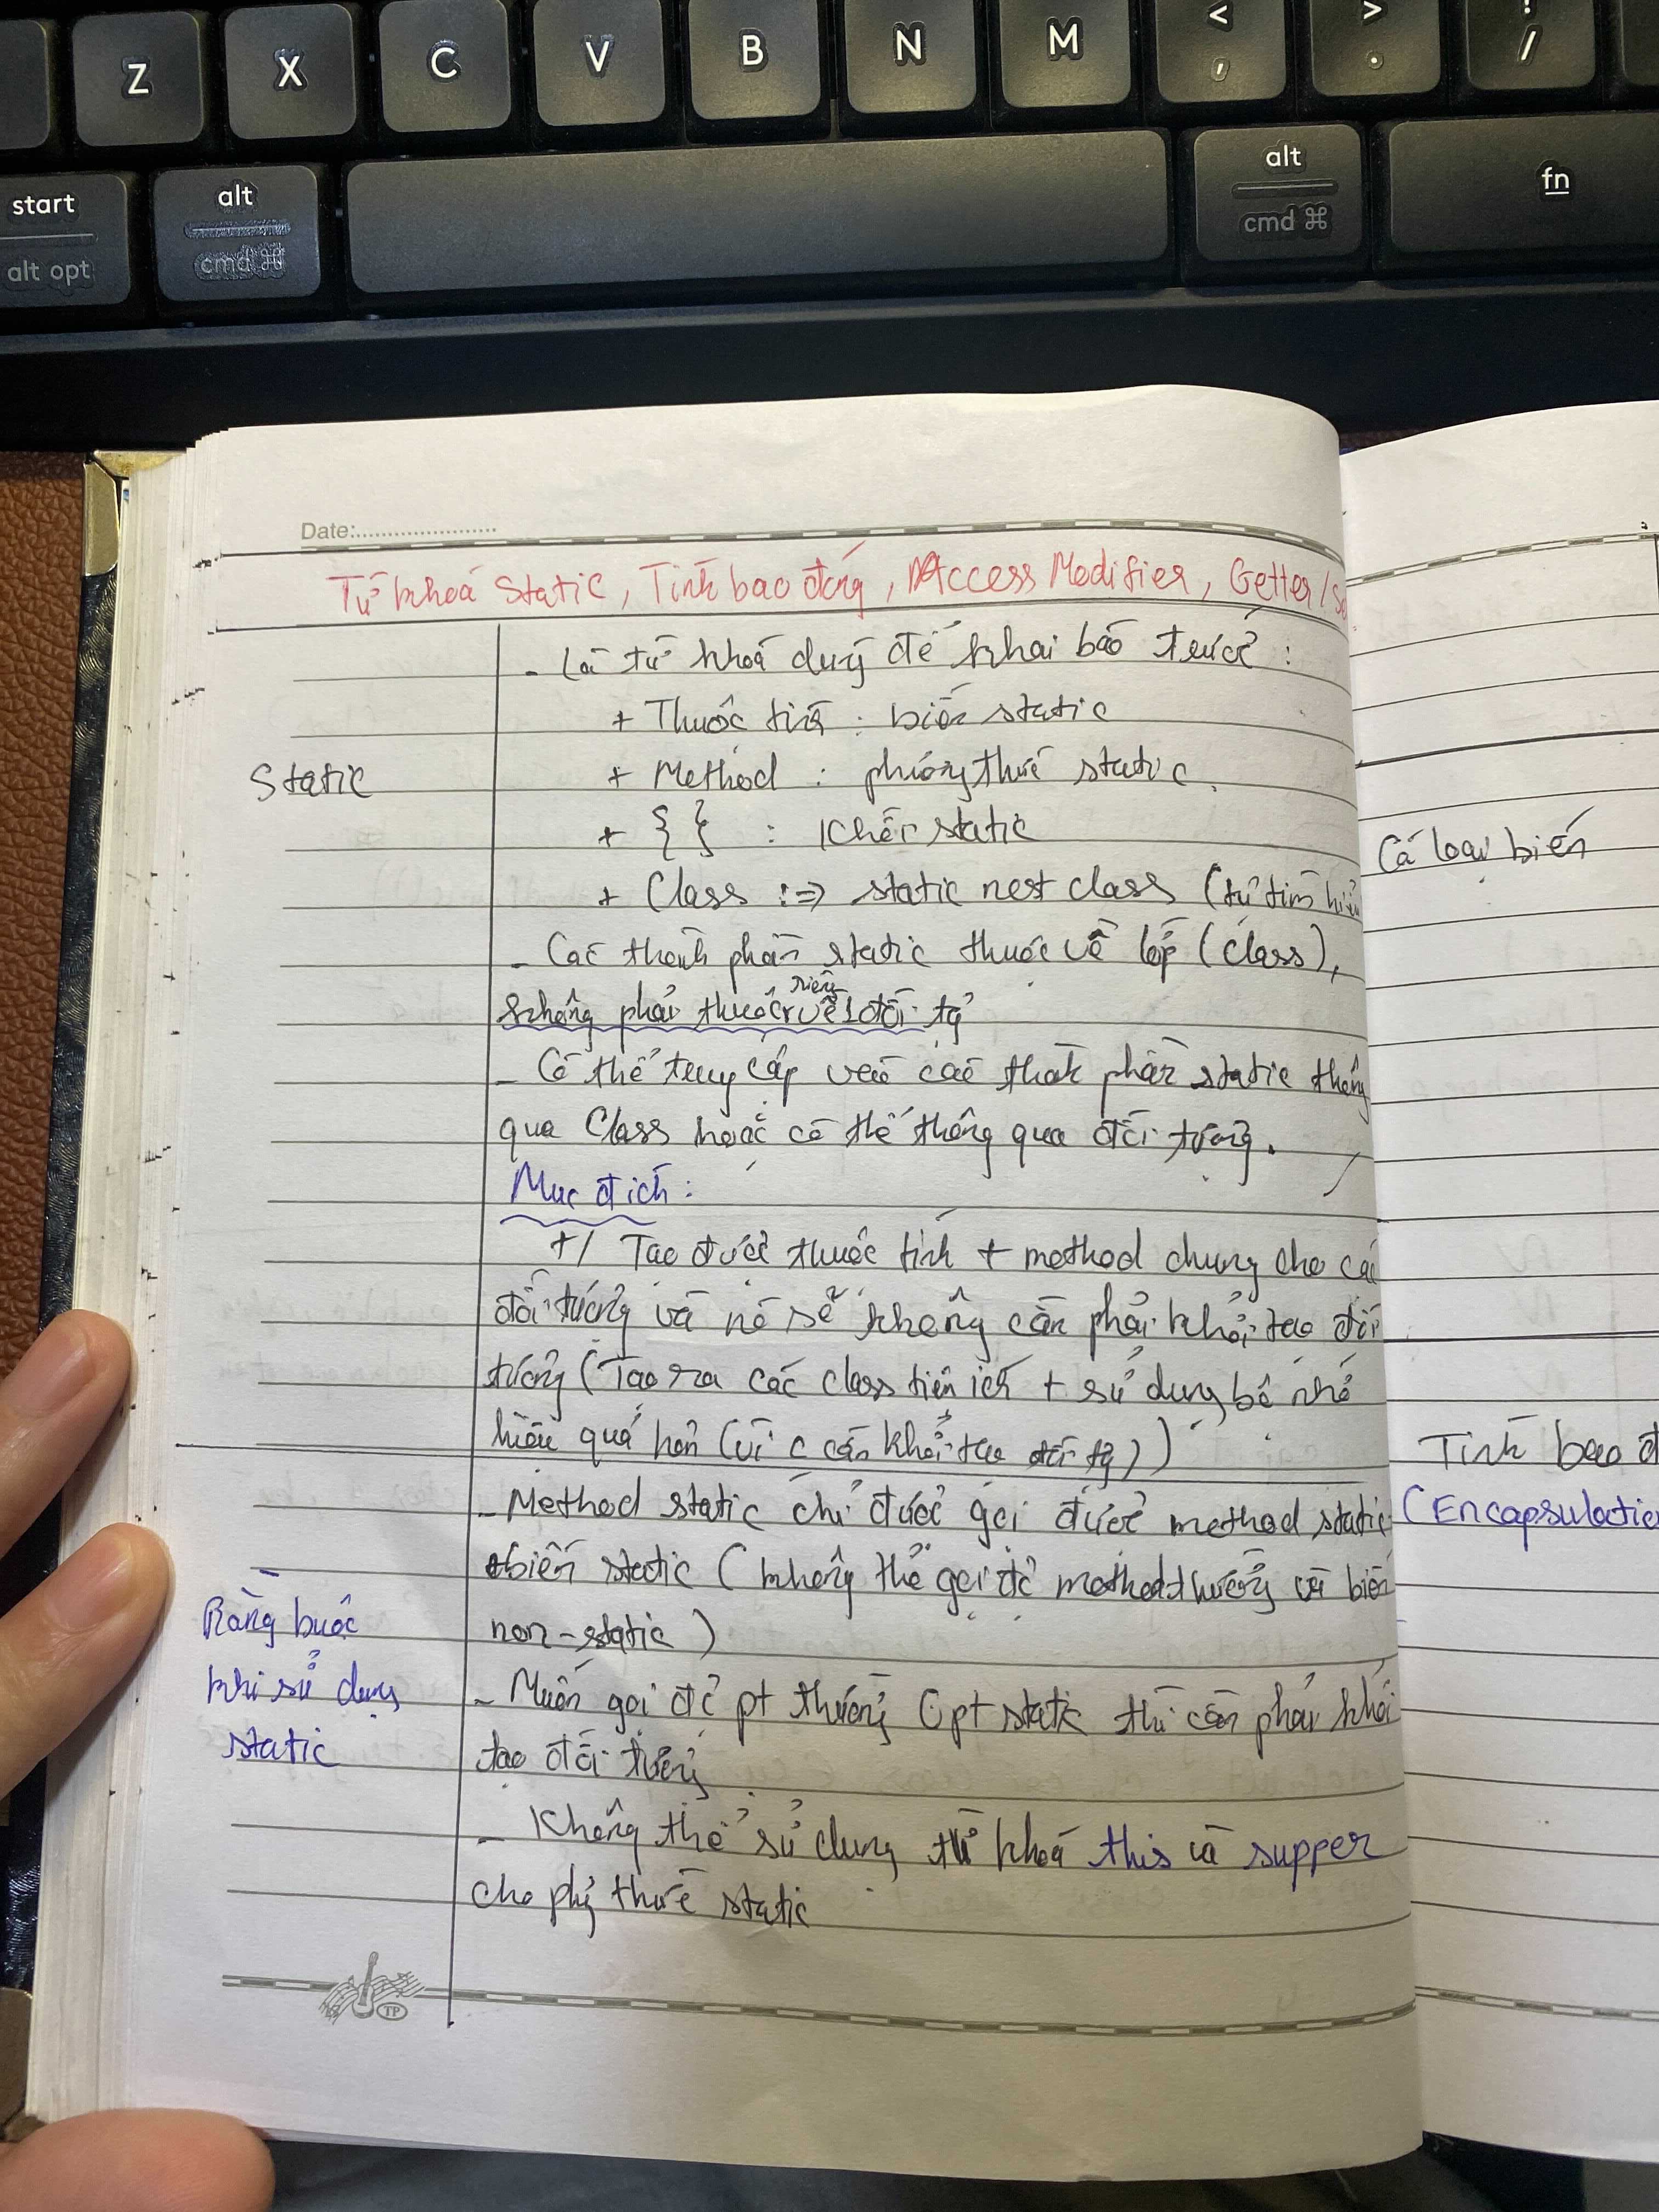 Z X C V B N M < , > . ! /
start alt alt fn
alt opt cmd ⌘ cmd ⌘
Date:
Từ khoá Static, Tính bao đóng, Access Modifier, Getter/Se
- Là từ khoá dùng để khai báo trước :
+ Thuộc tính : biến static
Static
+ Method : phương thức static
+ { } : Khối static
+ Class :=> static nest class (tự tìm hiểu
- Các thành phần static thuộc về lớp (Class),
không phải thuộc riêng về 1 đối tg
- Có thể truy cập vào các thành phần static thông
qua Class hoặc có thể thông qua đối tượng.
Mục đích :
+/ Tạo được thuộc tính + method chung cho các
đối tượng và nó sẽ không cần phải khởi tạo đối
tượng (Tạo ra các class tiện ích + sử dụng bộ nhớ
hiệu quả hơn (vì c cần khởi tạo đối tg))
- Method static chỉ được gọi được method static
biến static ( không thể gọi đc method thường và biến
non-static )
Ràng buộc
khi sử dụng
static
- Muốn gọi đc pt thường pt static thì cần phải khởi
tạo đối tượng
- Không thể sử dụng từ khoá this và supper
cho phg thức static
TP
Cá loại biến
Tính bao đ
(Encapsulatio